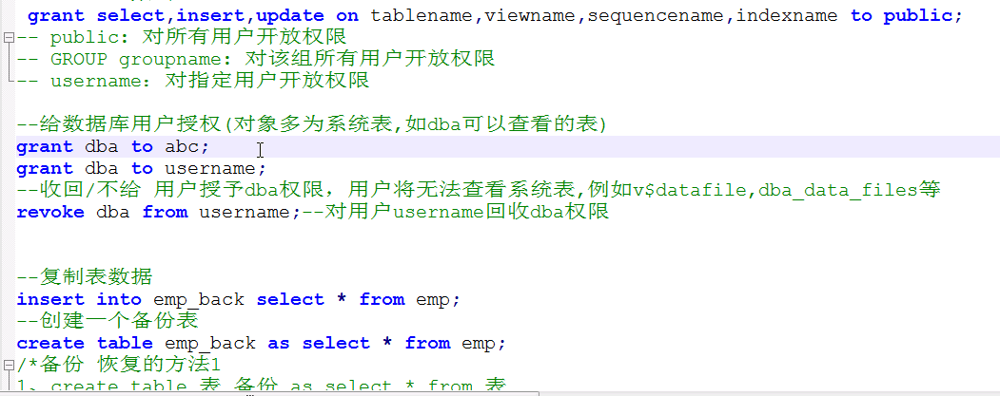 grant select,insert,update on tablename,viewname,sequencename,indexname to public;
-- public: 对所有用户开放权限
-- GROUP groupname: 对该组所有用户开放权限
-- username: 对指定用户开放权限
--给数据库用户授权(对象多为系统表,如dba可以查看的表)
grant dba to abc;
grant dba to username;
--收回/不给 用户授予dba权限, 用户将无法查看系统表,例如v$datafile,dba_data_files等
revoke dba from username;--对用户username回收dba权限
--复制表数据
insert into emp_back select * from emp;
--创建一个备份表
create table emp_back as select * from emp;
/*备份 恢复的方法1
1、create table 表_备份 as select * from 表